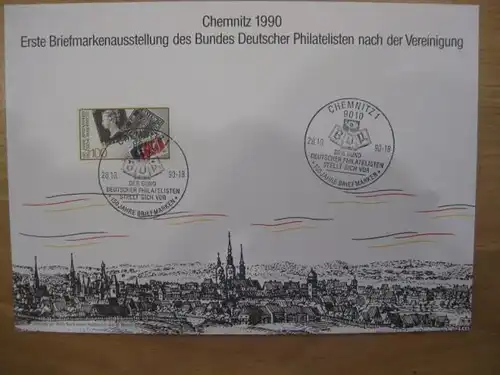 Chemnitz 1990
Erste Briefmarkenausstellung des Bundes Deutscher Philatelisten nach der Vereinigung
100
28.10. 90-18
DER BUND
DEUTSCHER PHILATELISTEN
STELLT SICH VOR
150 JAHRE BRIEFMARKEN
CHEMNITZ 1
9010
BDPh
28.10. 90-18
DER BUND
DEUTSCHER PHILATELISTEN
STELLT SICH VOR
150 JAHRE BRIEFMARKEN